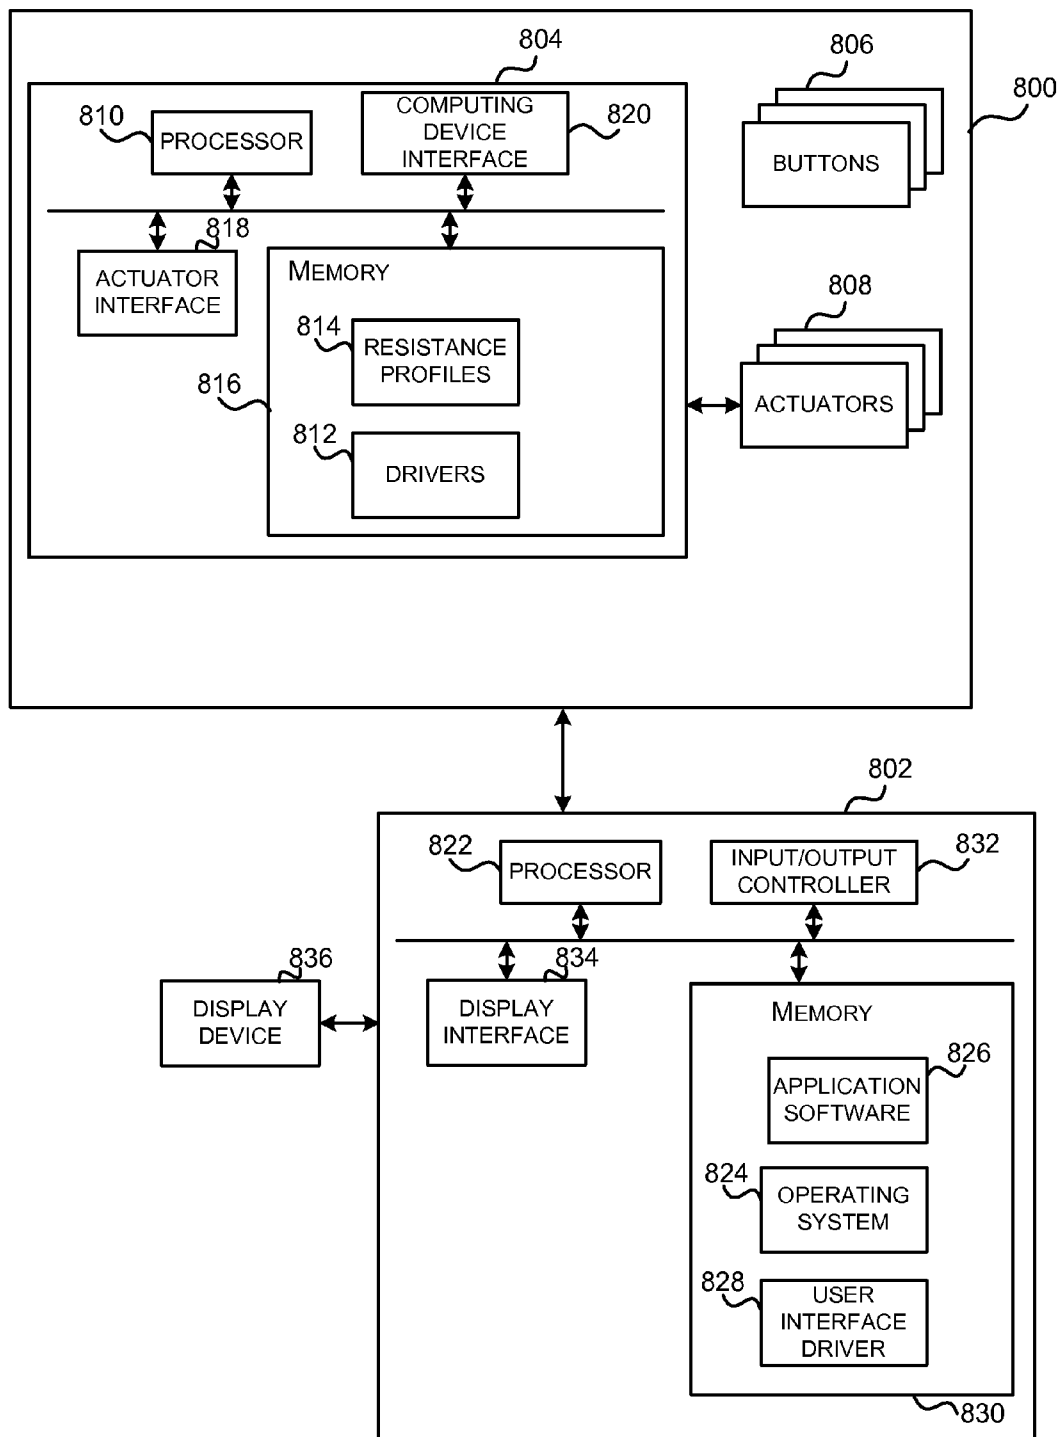 804
806
800
810
PROCESSOR
COMPUTING
DEVICE
INTERFACE
820
BUTTONS
818
ACTUATOR
INTERFACE
MEMORY
814
RESISTANCE
PROFILES
808
816
ACTUATORS
812
DRIVERS
802
822
PROCESSOR
INPUT/OUTPUT
CONTROLLER
832
836
DISPLAY
DEVICE
834
DISPLAY
INTERFACE
MEMORY
826
APPLICATION
SOFTWARE
824
OPERATING
SYSTEM
828
USER
INTERFACE
DRIVER
830